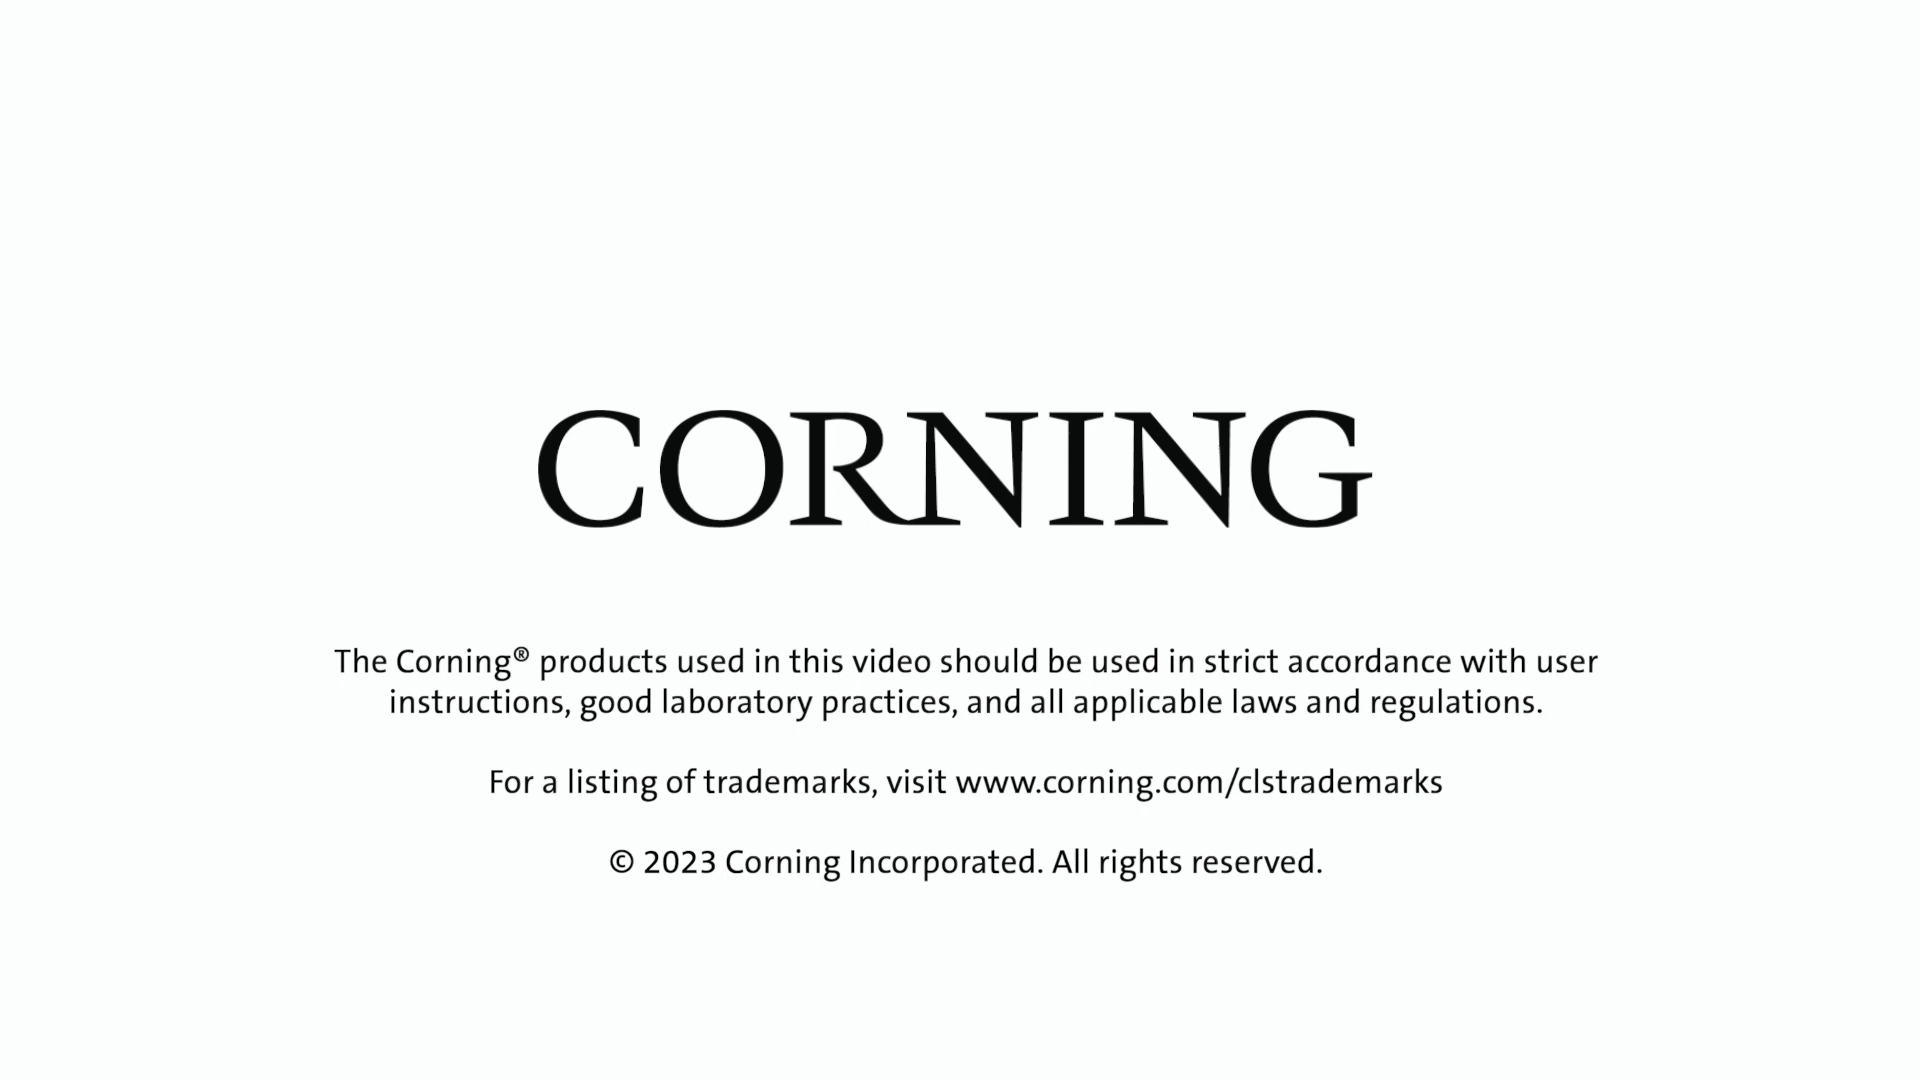 CORNING
The Corning® products used in this video should be used in strict accordance with user
instructions, good laboratory practices, and all applicable laws and regulations.
For a listing of trademarks, visit www.corning.com/clstrademarks
© 2023 Corning Incorporated. All rights reserved.